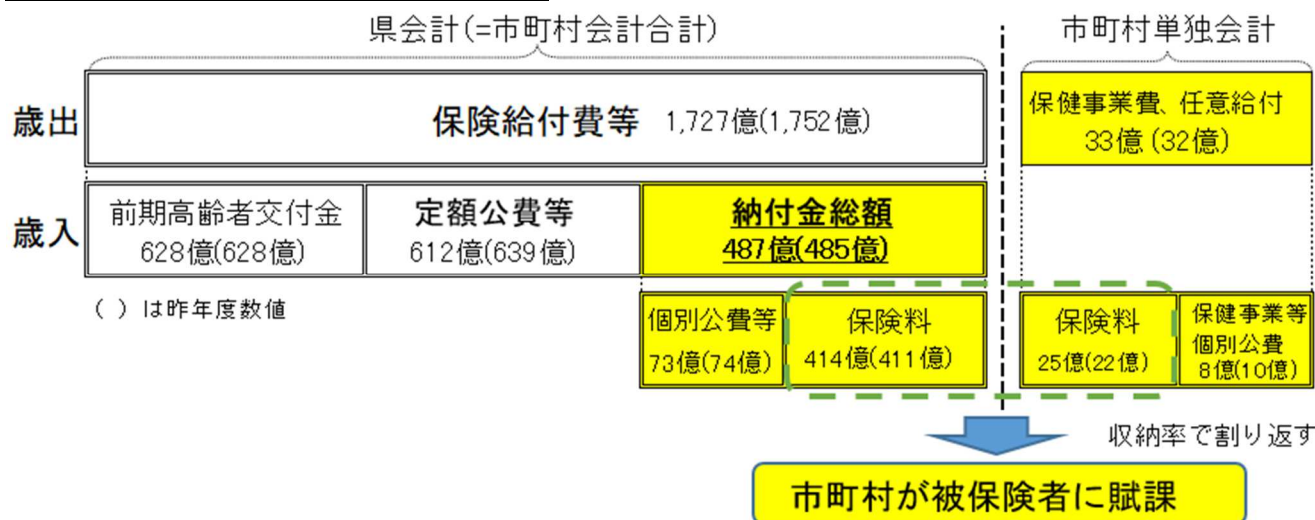 県会計(=市町村会計合計)
市町村単独会計
歳出
保険給付費等 1,727億(1,752億)
保健事業費、任意給付
33億(32億)
歳入
前期高齢者交付金
628億(628億)
定額公費等
612億(639億)
納付金総額
487億(485億)
( ) は昨年度数値
個別公費等
73億(74億)
保険料
414億(411億)
保険料
25億(22億)
保健事業等
個別公費
8億(10億)
収納率で割り返す
市町村が被保険者に賦課